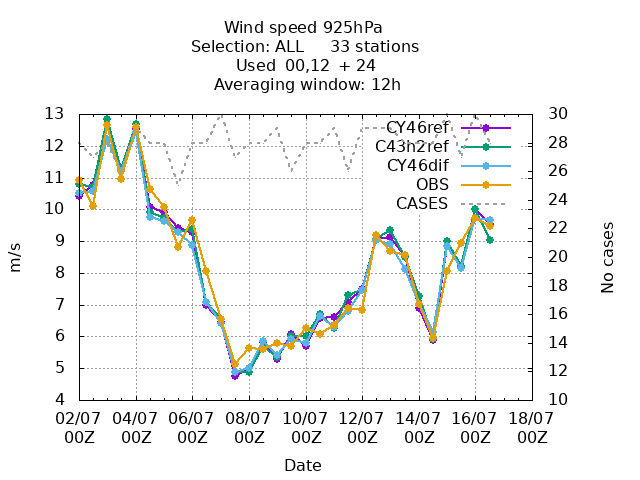 Wind speed 925hPa
Selection: ALL 33 stations
Used 00,12 + 24
Averaging window: 12h
13 30
12 28
11 26
10 24
9 22
8 20
7 18
6 16
5 14
4 12
10
CY46ref
C43h2ref
CY46dif
OBS
CASES
m/s
No cases
02/07 04/07 06/07 08/07 10/07 12/07 14/07 16/07 18/07
00Z 00Z 00Z 00Z 00Z 00Z 00Z 00Z 00Z
Date